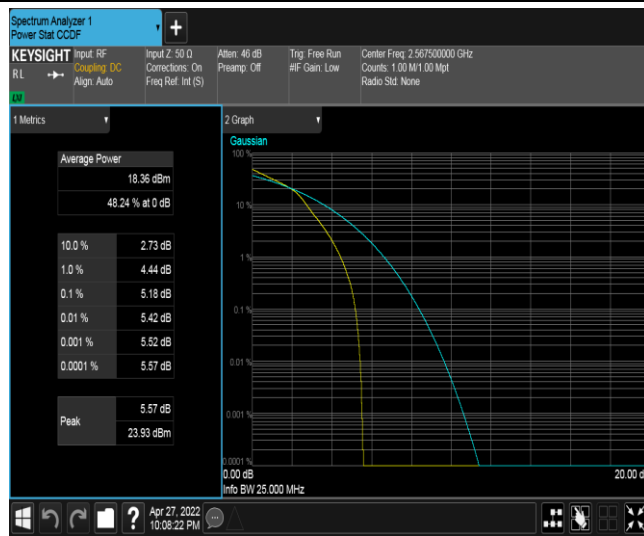 Spectrum Analyzer 1
Power Stat CCDF
+
KEYSIGHT
RL
Input: RF
Coupling: DC
Align: Auto
Input Z: 50 Ω
Corrections: On
Freq Ref: Int (S)
Atten: 46 dB
Preamp: Off
Trig: Free Run
#IF Gain: Low
Center Freq: 2.567500000 GHz
Counts: 1.00 M/1.00 Mpt
Radio Std: None
1 Metrics
Average Power
18.36 dBm
48.24 % at 0 dB
10.0 % 2.73 dB
1.0 % 4.44 dB
0.1 % 5.18 dB
0.01 % 5.42 dB
0.001 % 5.52 dB
0.0001 % 5.57 dB
Peak
5.57 dB
23.93 dBm
2 Graph
Gaussian
100 %
10 %
1 %
0.1 %
0.01 %
0.001 %
0.0001 %
0.00 dB
20.00 d
Info BW 25.000 MHz
?
Apr 27, 2022
10:08:22 PM